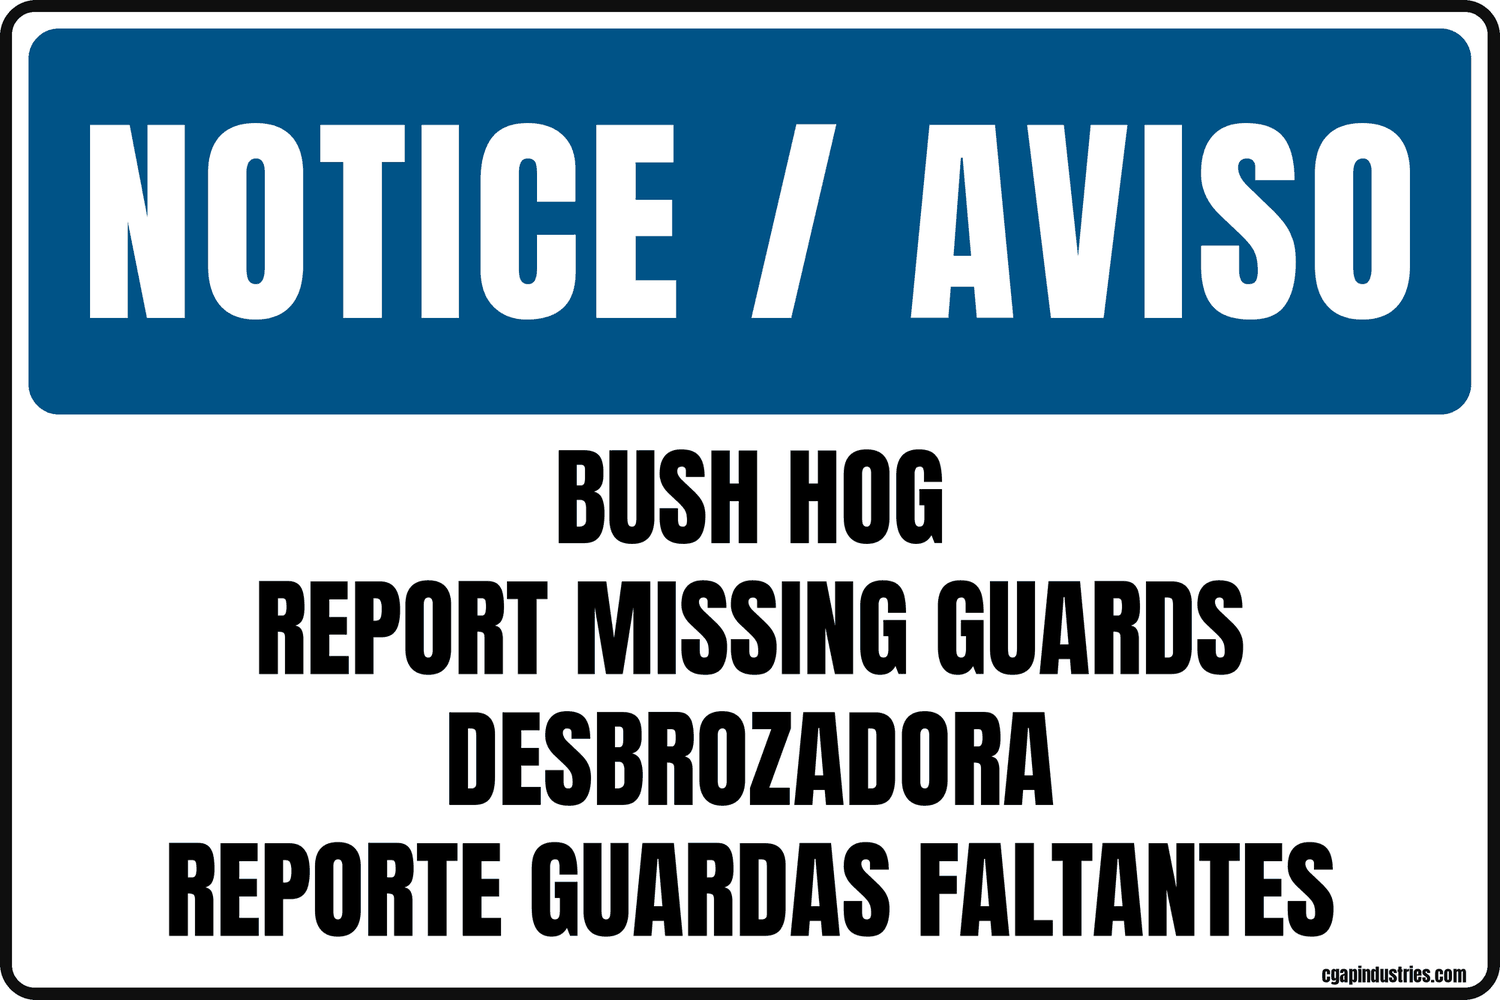 NOTICE / AVISO
BUSH HOG
REPORT MISSING GUARDS
DESBROZADORA
REPORTE GUARDAS FALTANTES
cgapindustries.com